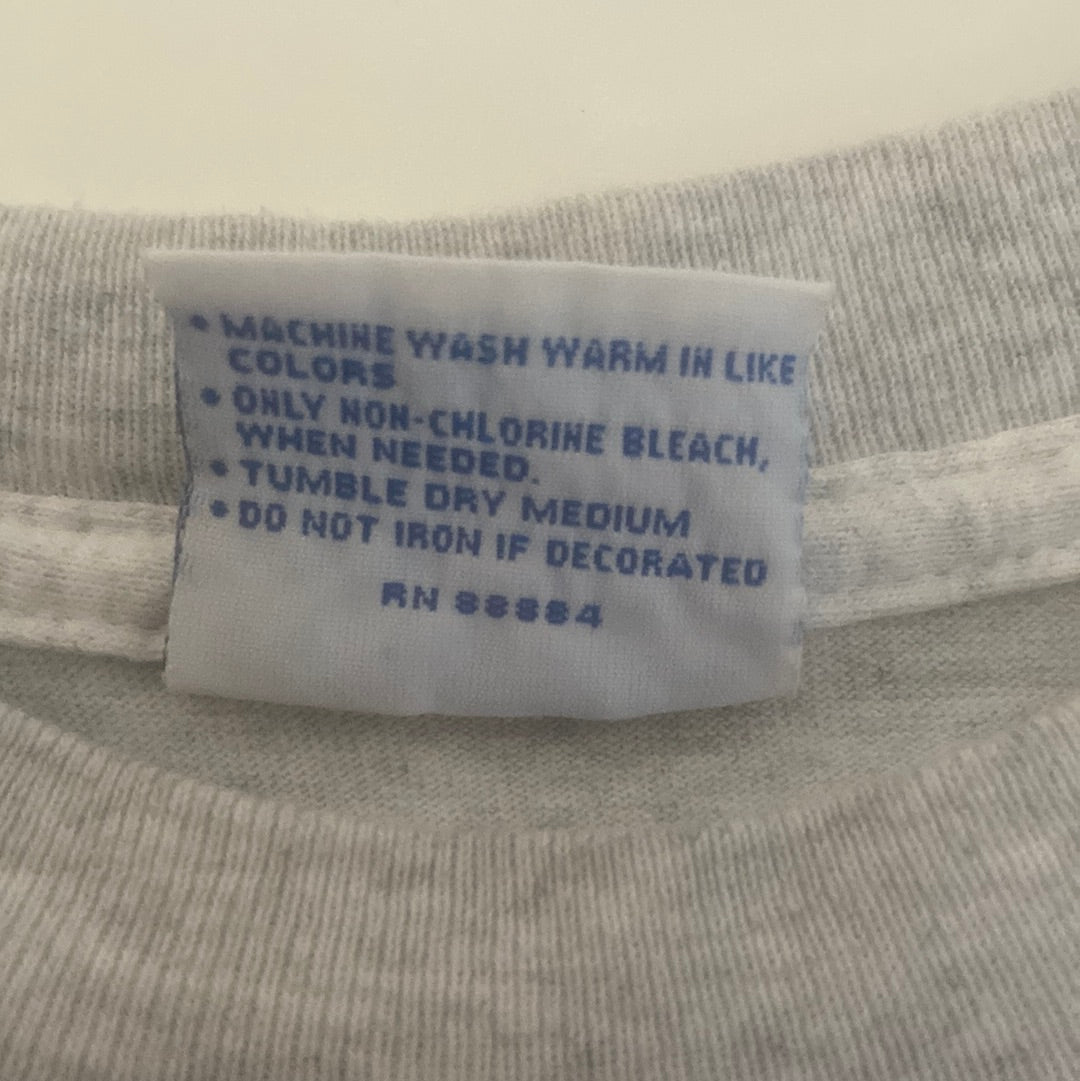 • MACHINE WASH WARM IN LIKE
COLORS
• ONLY NON-CHLORINE BLEACH,
WHEN NEEDED.
• TUMBLE DRY MEDIUM
• DO NOT IRON IF DECORATED
RN